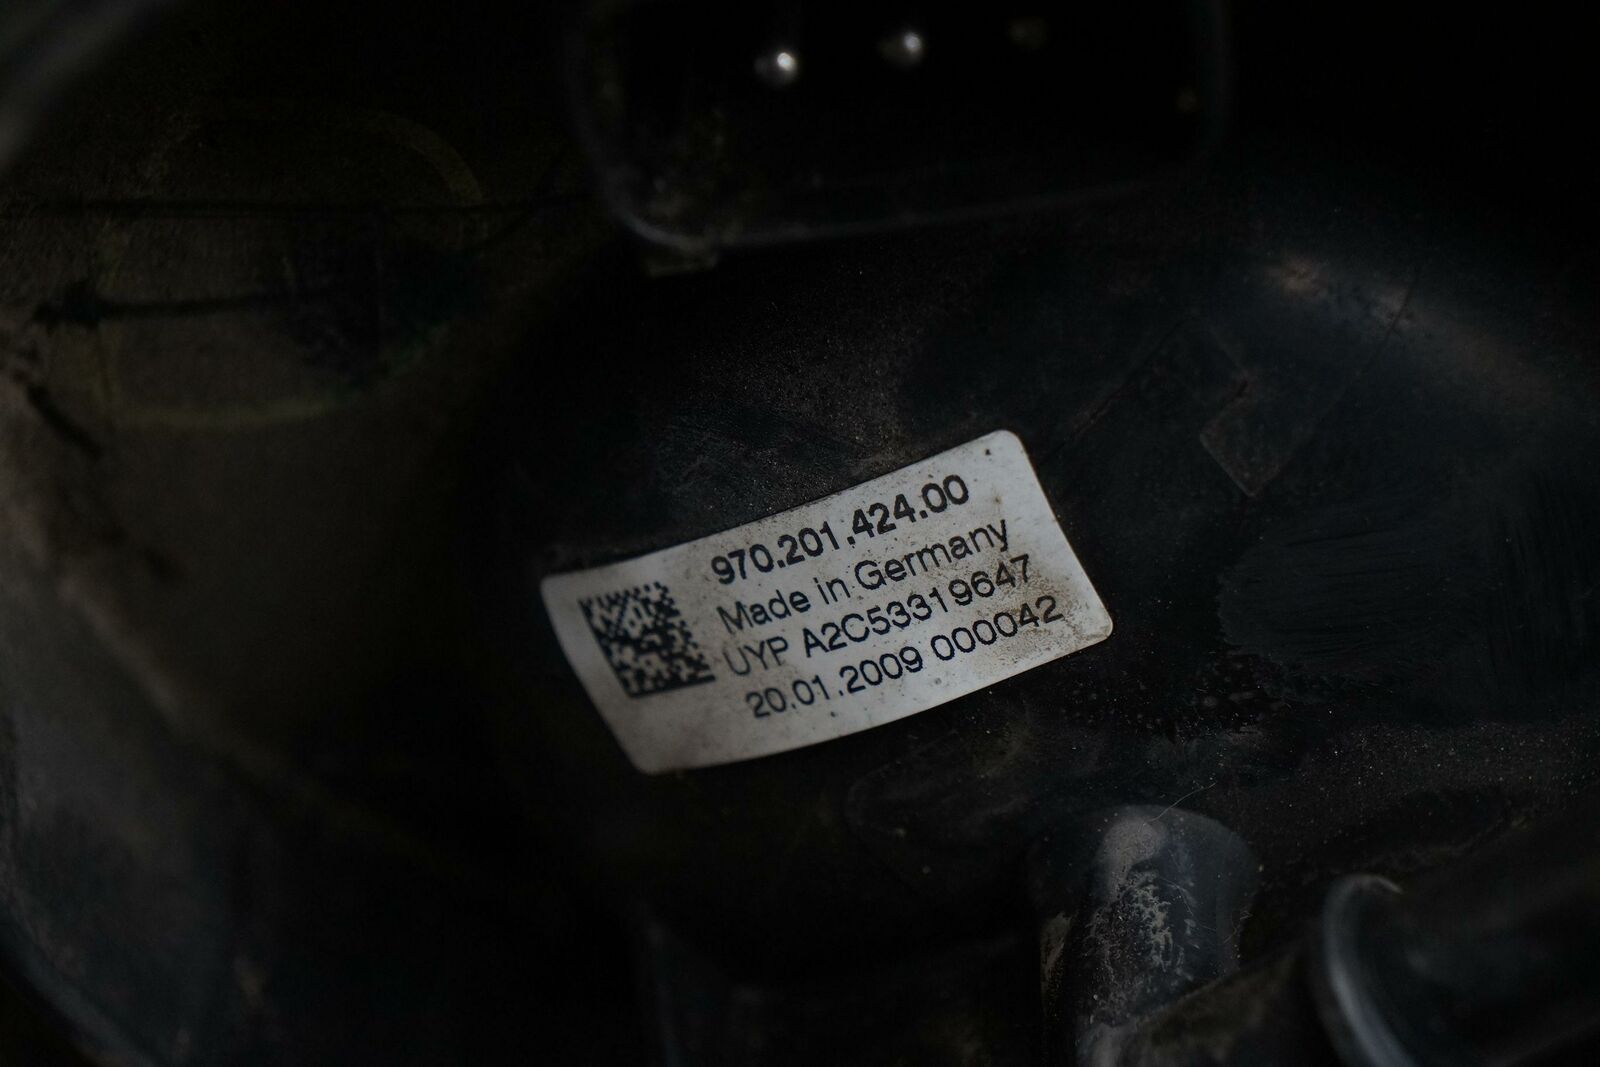 970.201.424.00
Made in Germany
UYP A2C53319647
20.01.2009 000042